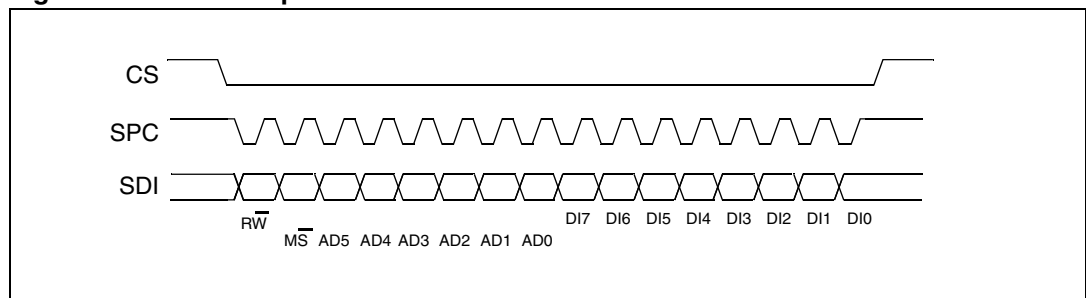 CS
SPC
SDI
RW̅ DI7 DI6 DI5 DI4 DI3 DI2 DI1 DI0
MS̅ AD5 AD4 AD3 AD2 AD1 AD0